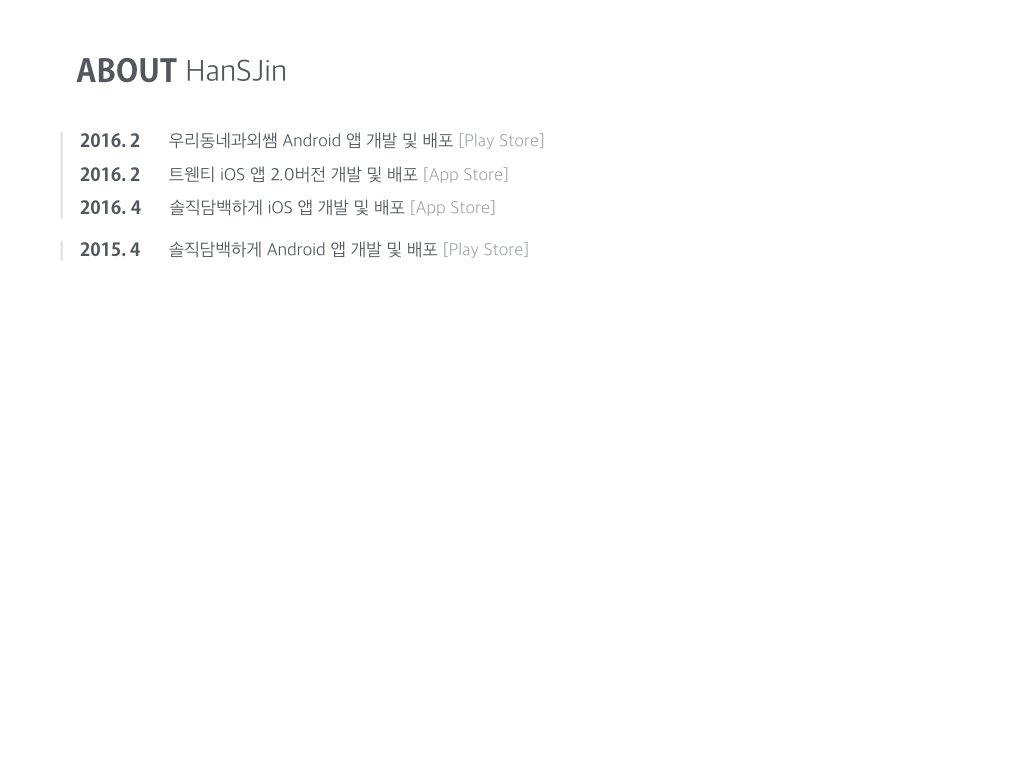 ABOUT HanSJin
2016. 2 우리동네과외쌤 Android 앱 개발 및 배포 [Play Store]
2016. 2 트웬티 iOS 앱 2.0버전 개발 및 배포 [App Store]
2016. 4 솔직담백하게 iOS 앱 개발 및 배포 [App Store]
2015. 4 솔직담백하게 Android 앱 개발 및 배포 [Play Store]